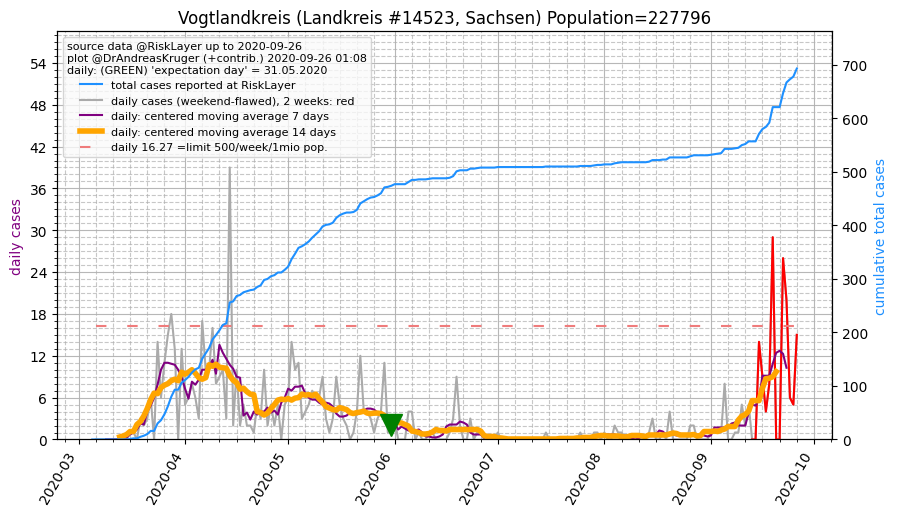 Vogtlandkreis (Landkreis #14523, Sachsen) Population=227796
source data @RiskLayer up to 2020-09-26
plot @DrAndreasKruger (+contrib.) 2020-09-26 01:08
daily: (GREEN) 'expectation day' = 31.05.2020
total cases reported at RiskLayer
daily cases (weekend-flawed), 2 weeks: red
daily: centered moving average 7 days
daily: centered moving average 14 days
daily 16.27 =limit 500/week/1mio pop.
daily cases
54
48
42
36
30
24
18
12
6
0
700
600
500
400
300
200
100
0
cumulative total cases
2020-03
2020-04
2020-05
2020-06
2020-07
2020-08
2020-09
2020-10